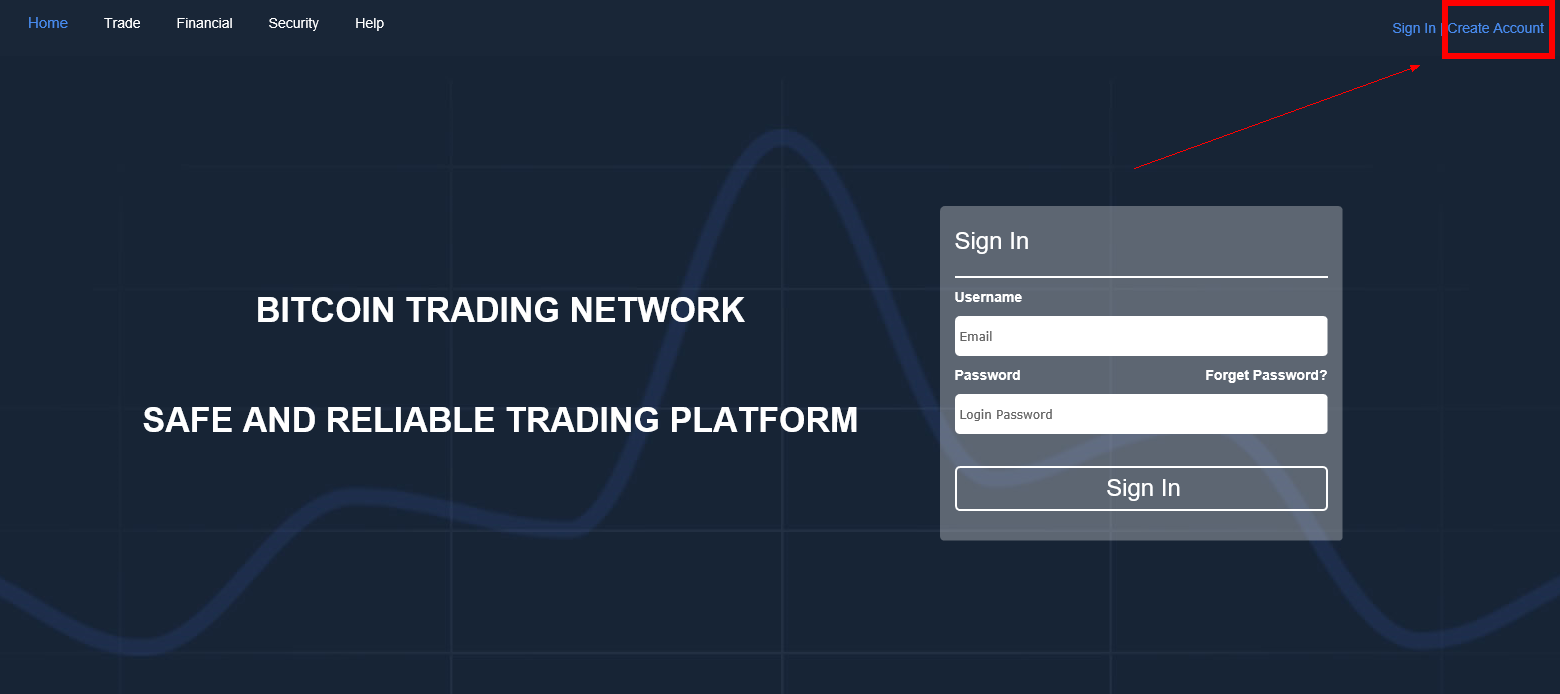 Home Trade Financial Security Help
Sign In | Create Account
BITCOIN TRADING NETWORK
SAFE AND RELIABLE TRADING PLATFORM
Sign In
Username
Email
Password Forget Password?
Login Password
Sign In